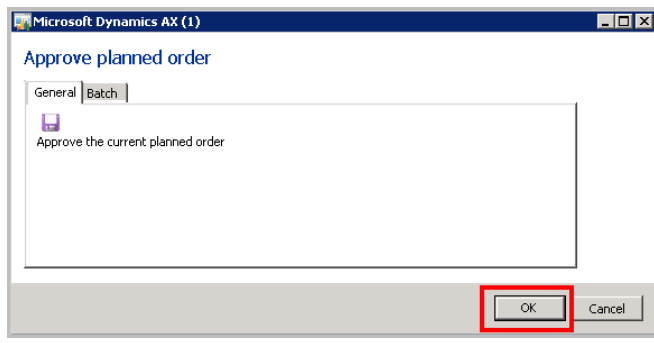 Microsoft Dynamics AX (1)
Approve planned order
General Batch
Approve the current planned order
OK Cancel